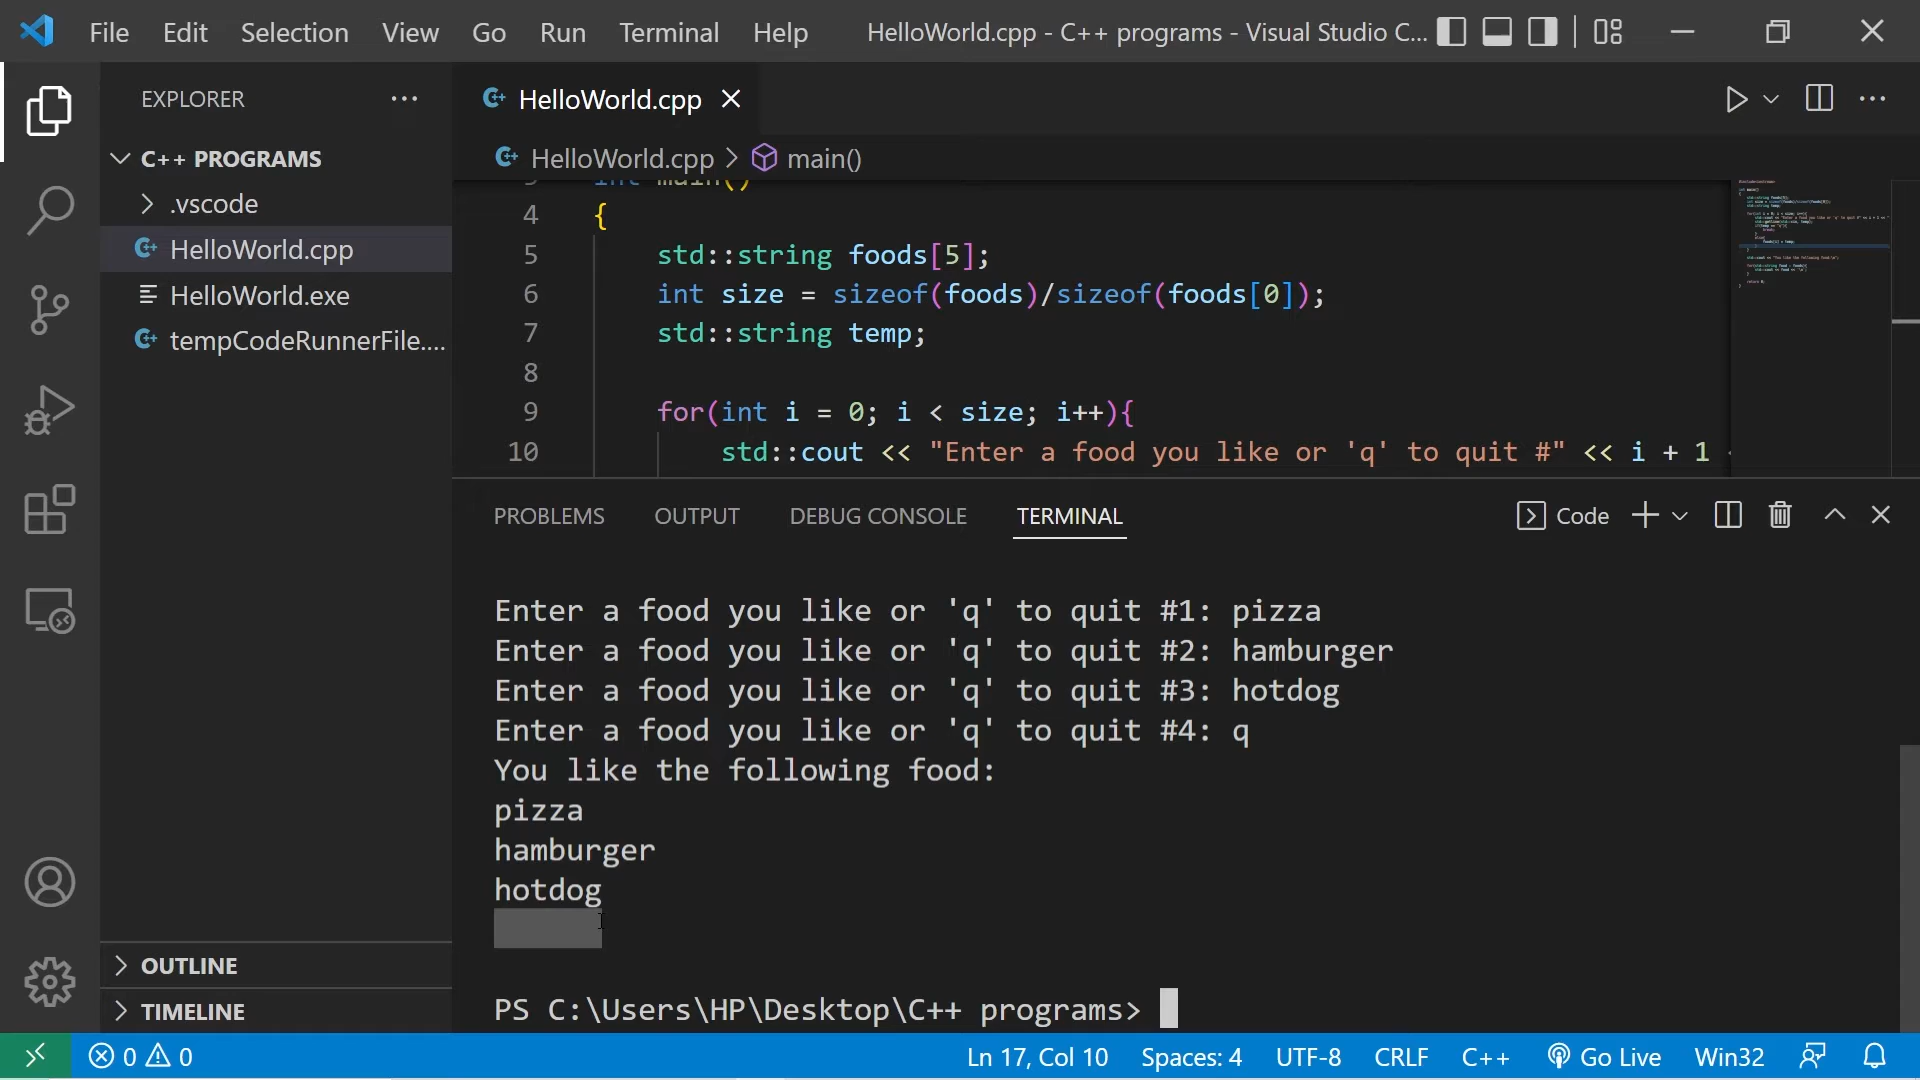 File Edit Selection View Go Run Terminal Help HelloWorld.cpp - C++ programs - Visual Studio C...
EXPLORER
C++ PROGRAMS
.vscode
HelloWorld.cpp
HelloWorld.exe
tempCodeRunnerFile....
OUTLINE
TIMELINE
HelloWorld.cpp
HelloWorld.cpp > main()
3 int main()
4 {
5 std::string foods[5];
6 int size = sizeof(foods)/sizeof(foods[0]);
7 std::string temp;
8
9 for(int i = 0; i < size; i++){
10 std::cout << "Enter a food you like or 'q' to quit #" << i + 1
PROBLEMS OUTPUT DEBUG CONSOLE TERMINAL Code
Enter a food you like or 'q' to quit #1: pizza
Enter a food you like or 'q' to quit #2: hamburger
Enter a food you like or 'q' to quit #3: hotdog
Enter a food you like or 'q' to quit #4: q
You like the following food:
pizza
hamburger
hotdog
PS C:\Users\HP\Desktop\C++ programs>
0 0 Ln 17, Col 10 Spaces: 4 UTF-8 CRLF C++ Go Live Win32